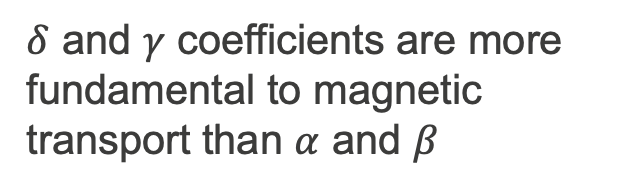 δ and γ coefficients are more
fundamental to magnetic
transport than α and β